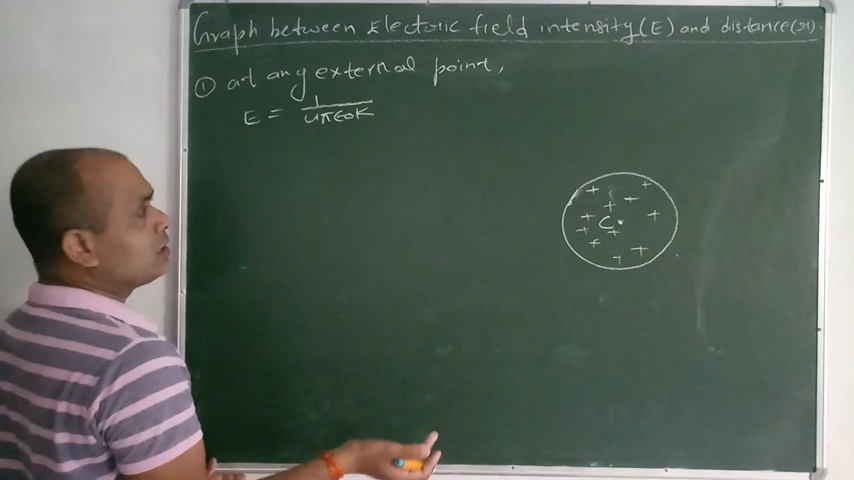 Graph between Electric field intensity (E) and distance (r).
① at any external point,
E = 1/4πε0K
C
+ + + + + + + + + + +